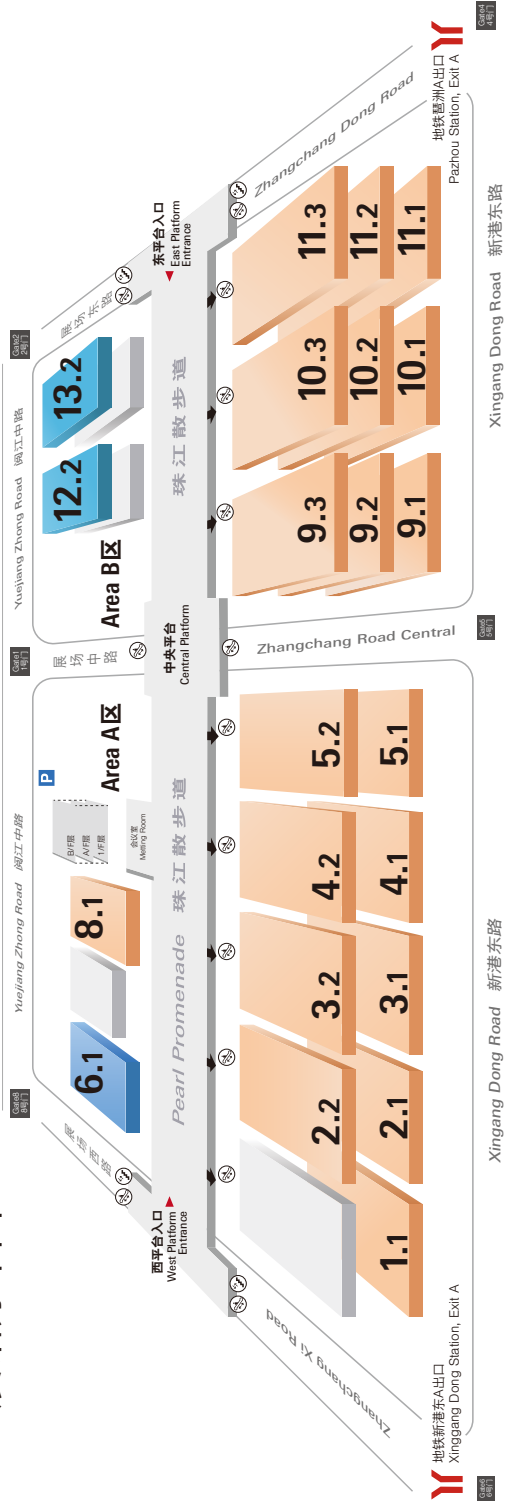 Gate8
8号门
Gate1
1号门
Gate2
2号门
Yuejiang Zhong Road 阅江中路
Yuejiang Zhong Road 阅江中路
展场西路
展场中路
展场东路
P
6.1
8.1
B/F层
A/F层
1/F层
会议室
Metting Room
Area A区
Area B区
12.2
13.2
西平台入口
West Platform
Entrance
Pearl Promenade 珠江散步道
中央平台
Central Platform
珠江散步道
东平台入口
East Platform
Entrance
2.2
3.2
4.2
5.2
1.1
2.1
3.1
4.1
5.1
9.3
10.3
11.3
9.2
10.2
11.2
9.1
10.1
11.1
Zhangchang Xi Road
Zhangchang Road Central
Zhangchang Dong Road
地铁新港东A出口
Xinggang Dong Station, Exit A
地铁琶洲A出口
Pazhou Station, Exit A
Xingang Dong Road 新港东路
Xingang Dong Road 新港东路
Gate6
6号门
Gate5
5号门
Gate4
4号门